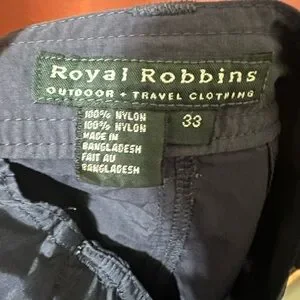 Royal Robbins
OUTDOOR + TRAVEL CLOTHING
100% NYLON
100% NYLON
MADE IN
BANGLADESH
FAIT AU
BANGLADESH
33